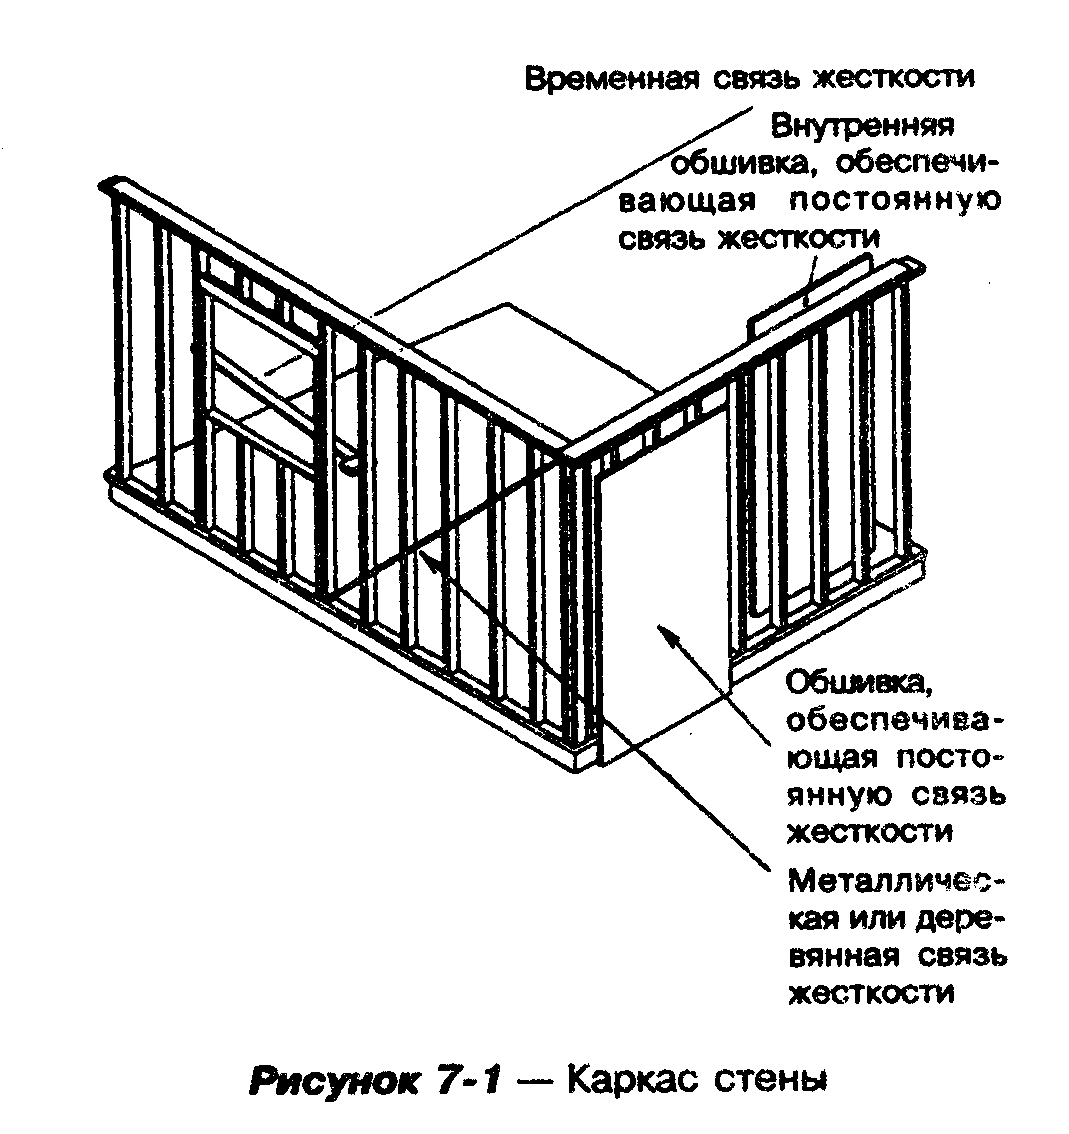 Временная связь жесткости
Внутренняя
обшивка, обеспечи-
вающая постоянную
связь жесткости
Обшивка,
обеспечива-
ющая посто-
янную связь
жесткости
Металличес-
кая или дере-
вянная связь
жесткости
Рисунок 7-1 — Каркас стены